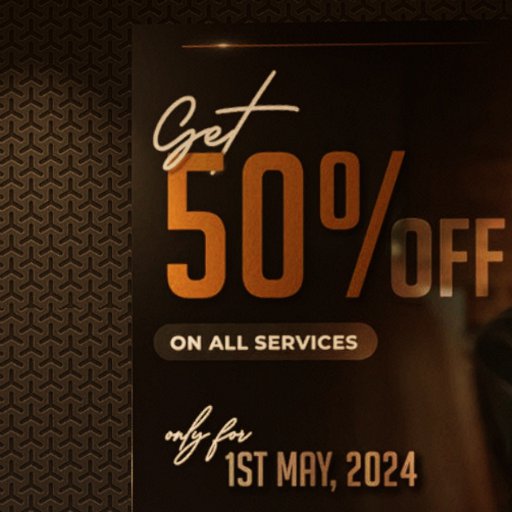 Get
50% OFF
ON ALL SERVICES
only for
1ST MAY, 2024